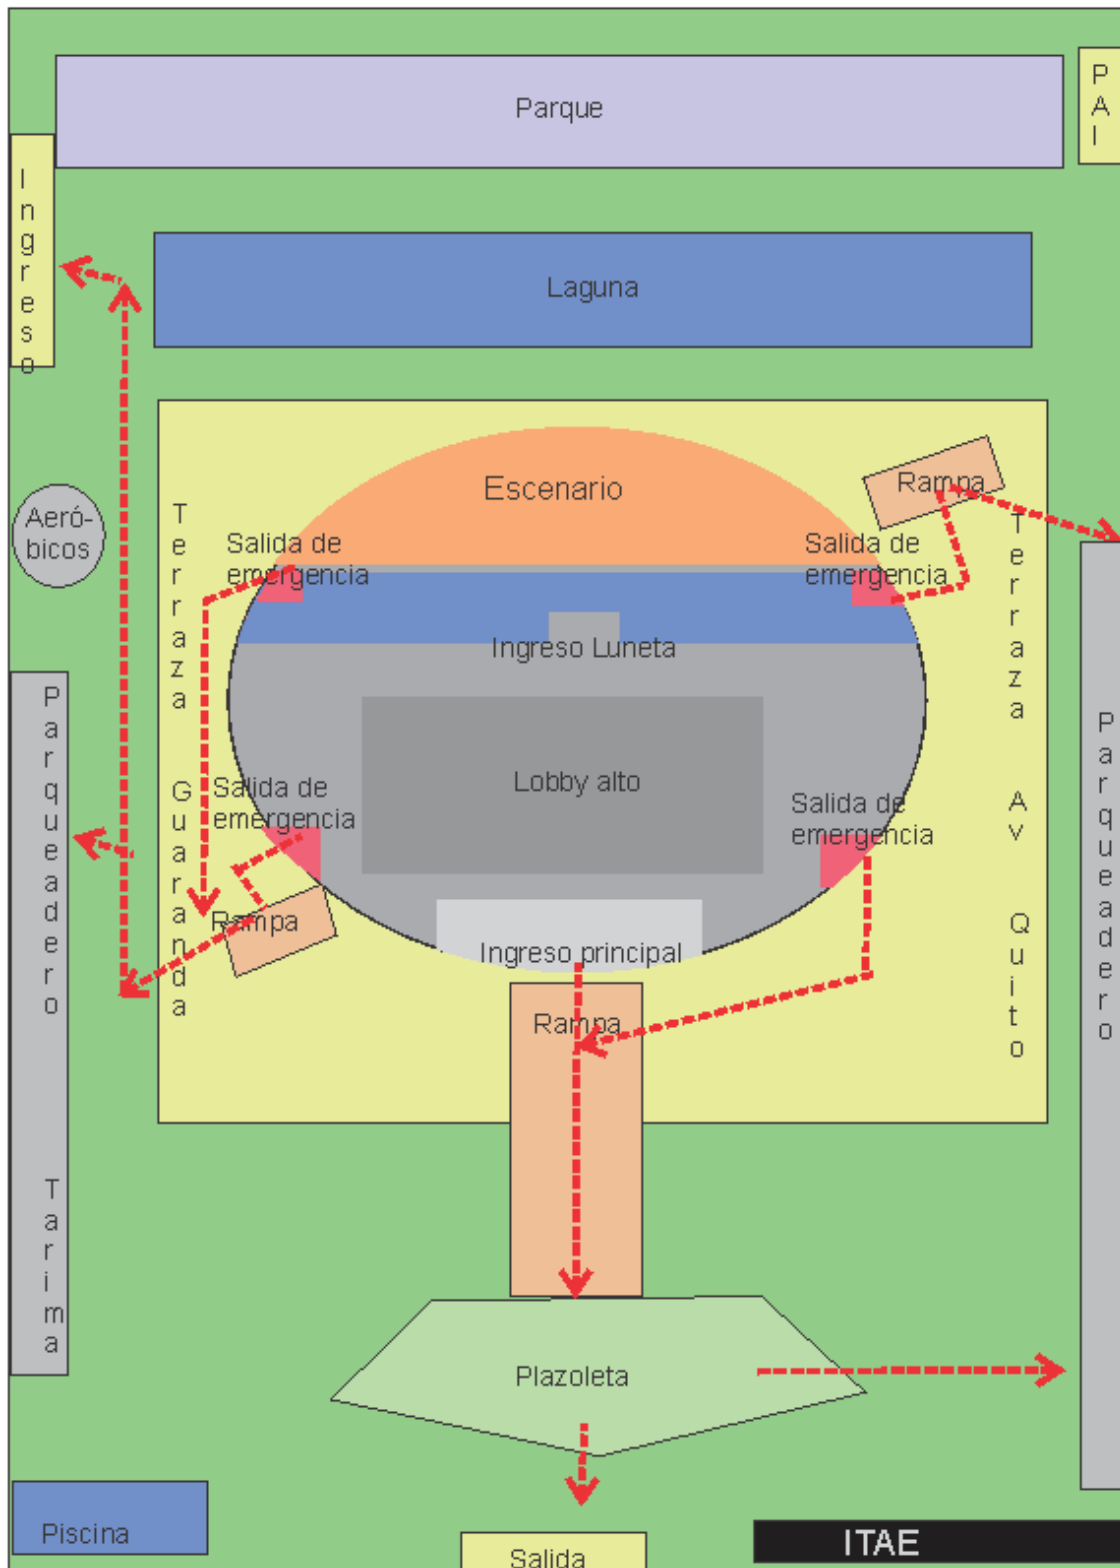 Parque
PAI
Ingreso
Laguna
Escenario
Rampa
Aeró-
bicos
Terraza Guaranda
Salida de
emergencia
Salida de
emergencia
Terraza Av Quito
Ingreso Luneta
Parqueadero
Tarima
Lobby alto
Salida de
emergencia
Salida de
emergencia
Parqueadero
Rampa
Ingreso principal
Rampa
Plazoleta
Piscina
Salida
ITAE